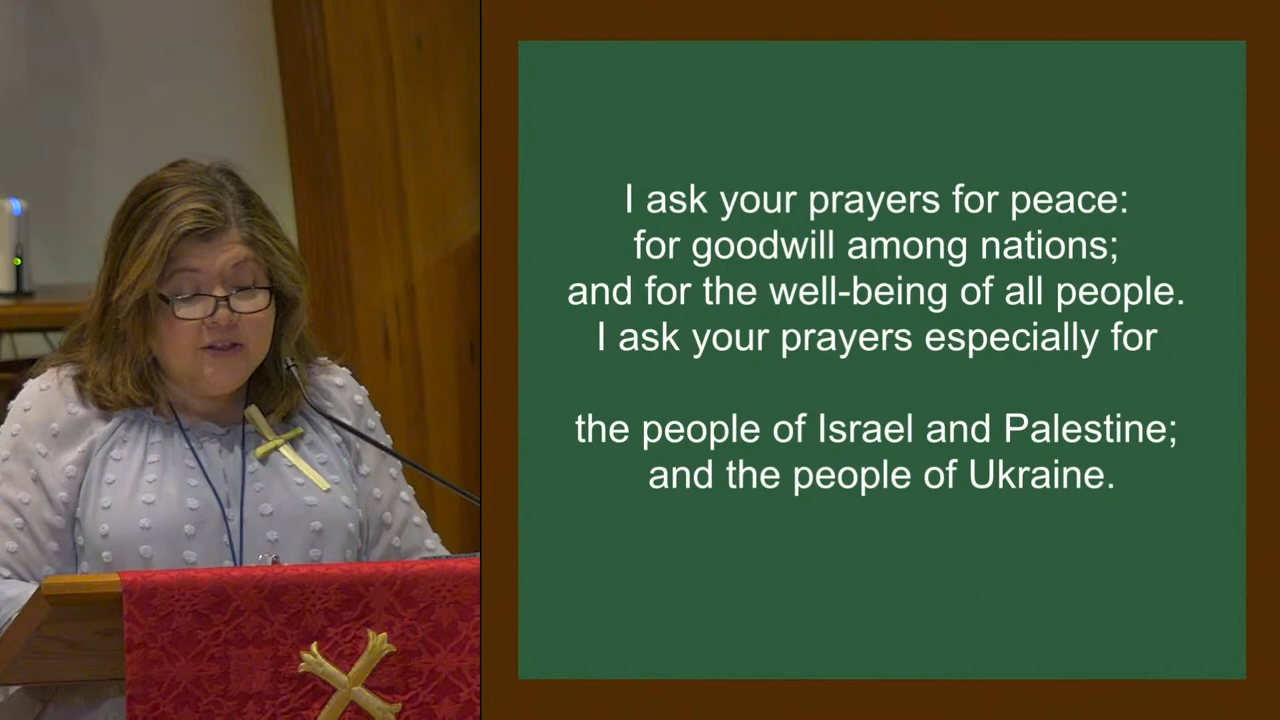 I ask your prayers for peace:
for goodwill among nations;
and for the well-being of all people.
I ask your prayers especially for
the people of Israel and Palestine;
and the people of Ukraine.